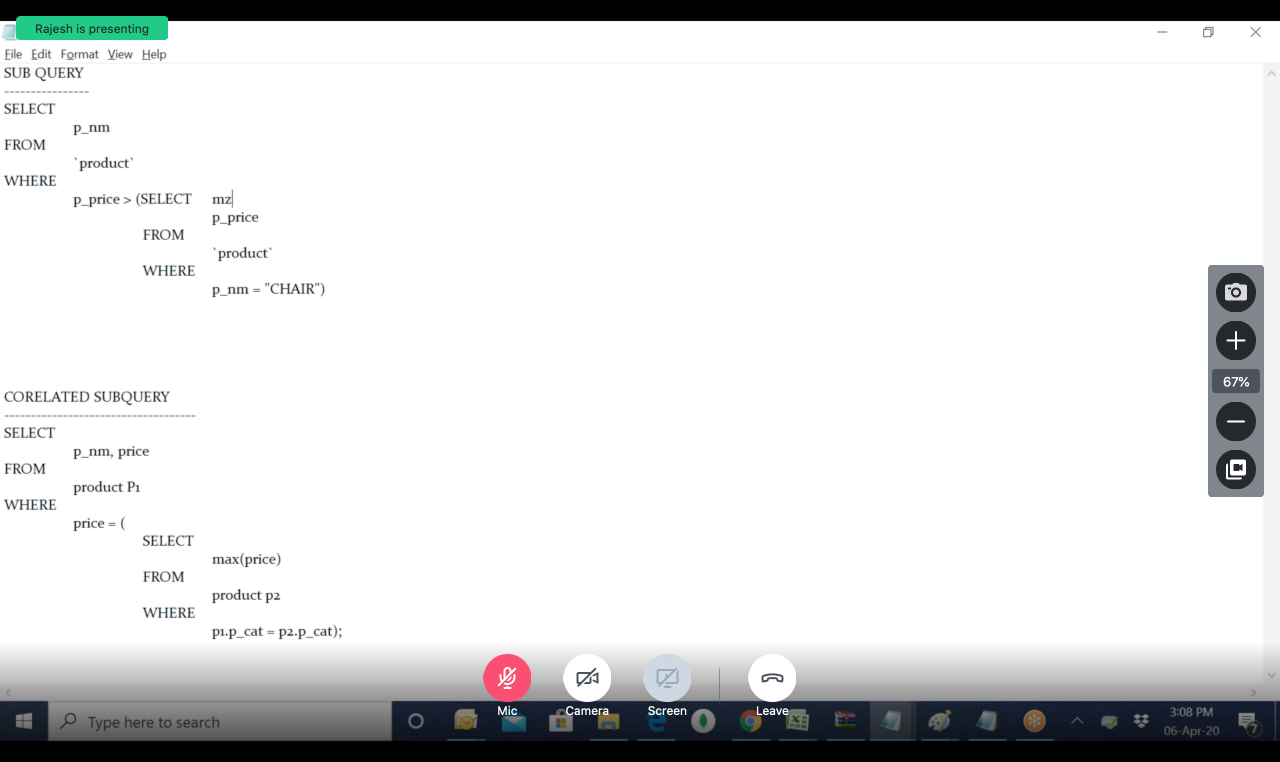 Rajesh is presenting
File Edit Format View Help
SUB QUERY
----------------
SELECT
p_nm
FROM
`product`
WHERE
p_price > (SELECT mz
p_price
FROM
`product`
WHERE
p_nm = "CHAIR")
67%
CORELATED SUBQUERY
------------------------------------
SELECT
p_nm, price
FROM
product P1
WHERE
price = (
SELECT
max(price)
FROM
product p2
WHERE
p1.p_cat = p2.p_cat);
Mic Camera Screen Leave
Type here to search
3:08 PM
06-Apr-20
7